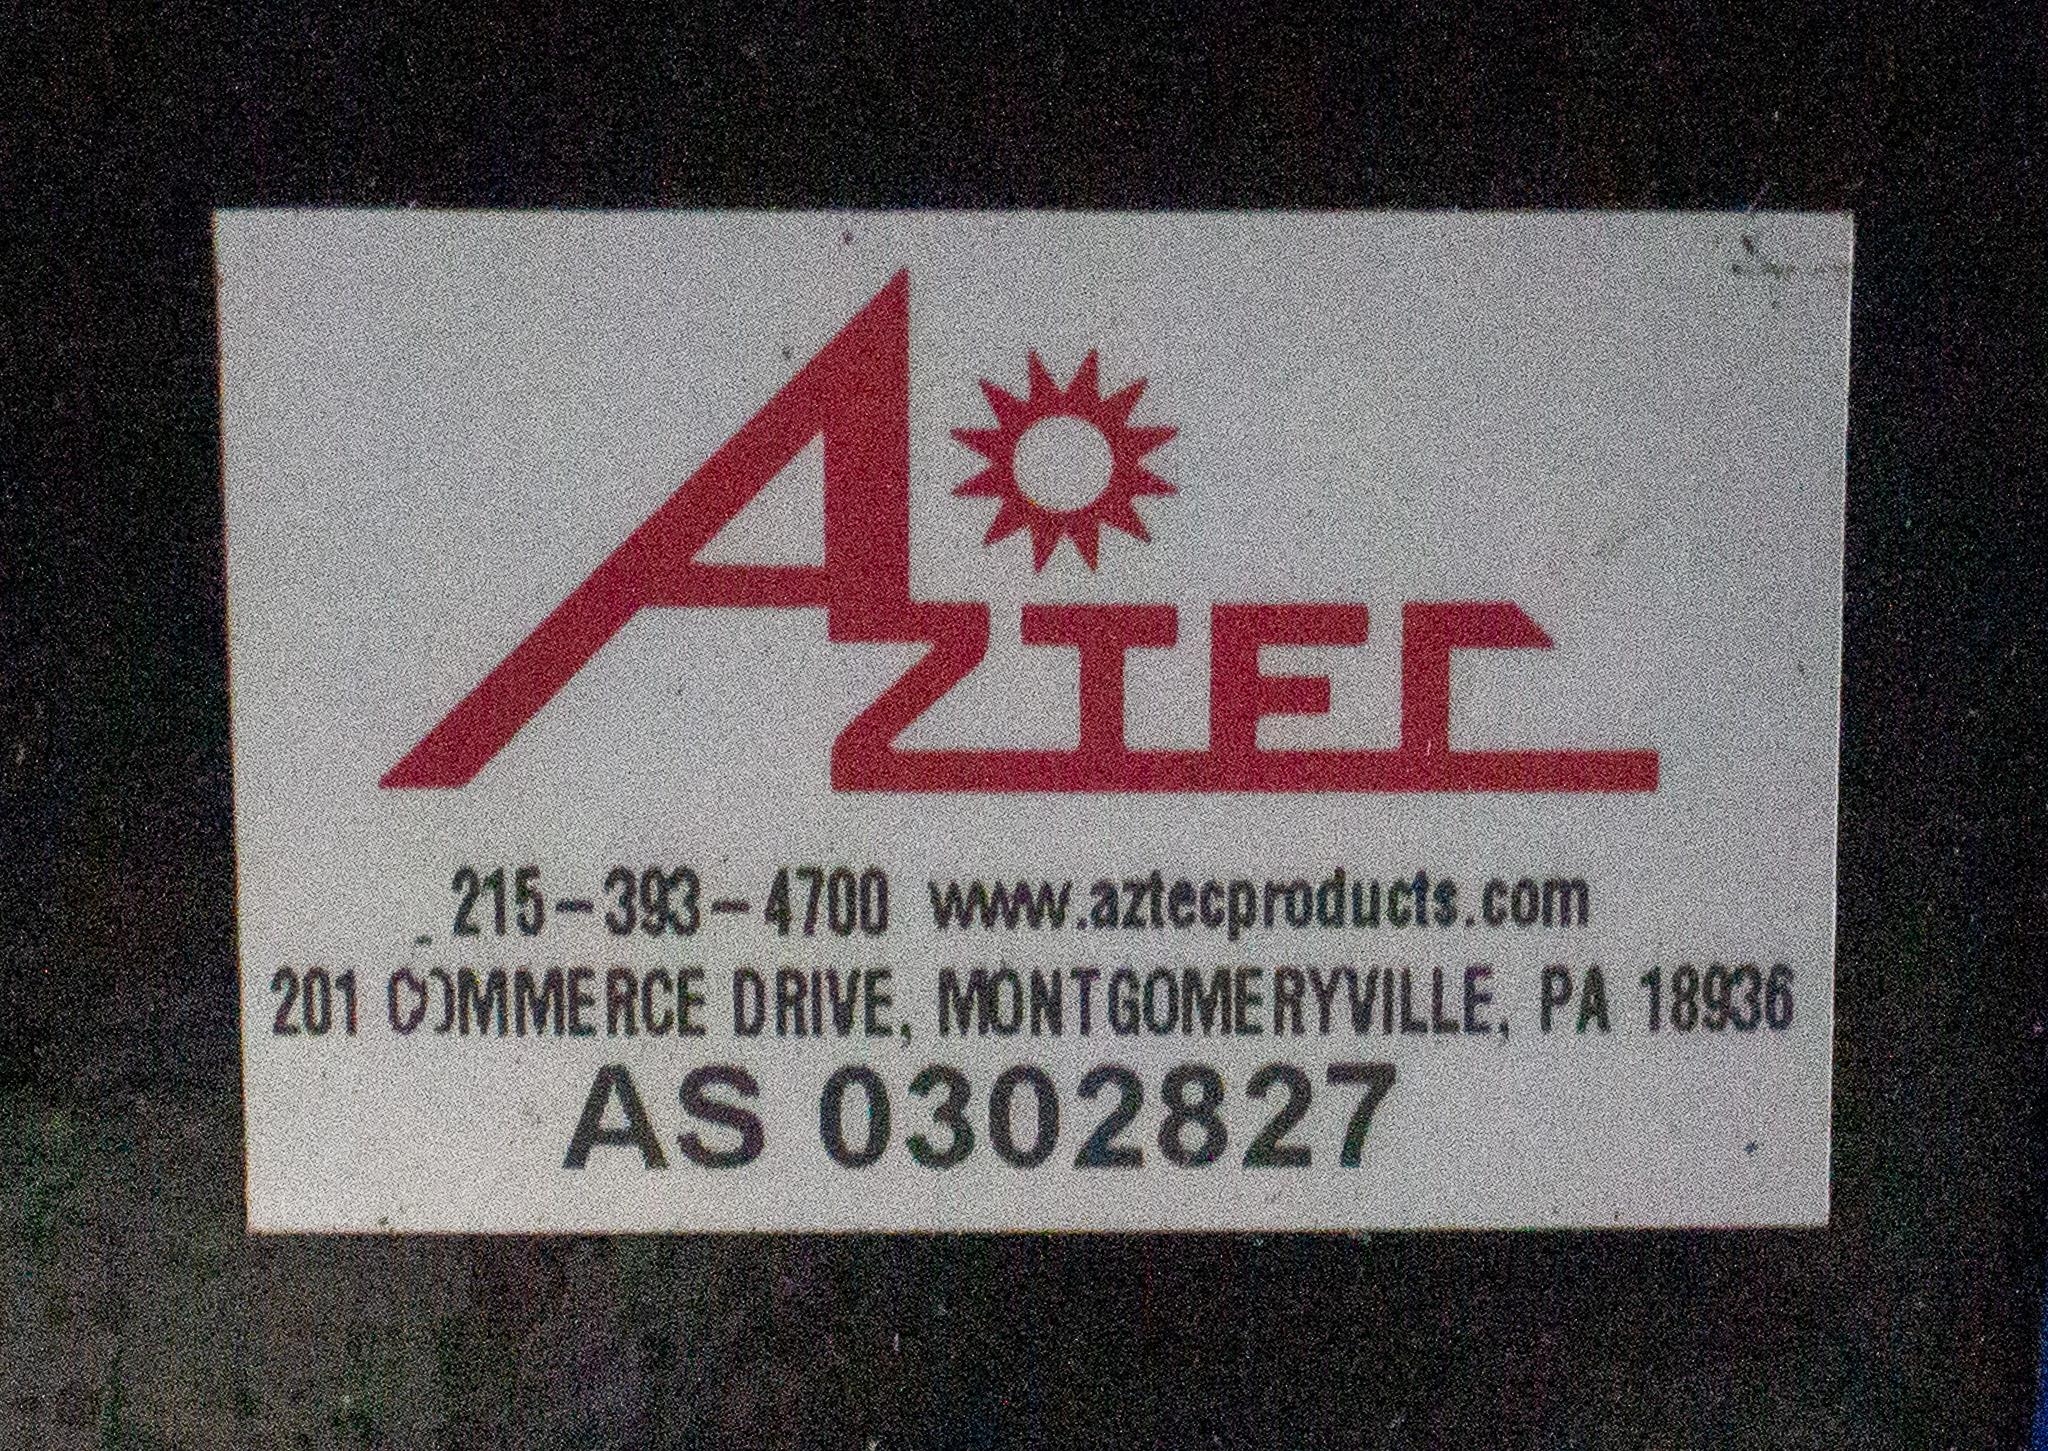 AZTEC
215-393-4700 www.aztecproducts.com
201 COMMERCE DRIVE, MONTGOMERYVILLE, PA 18936
AS 0302827